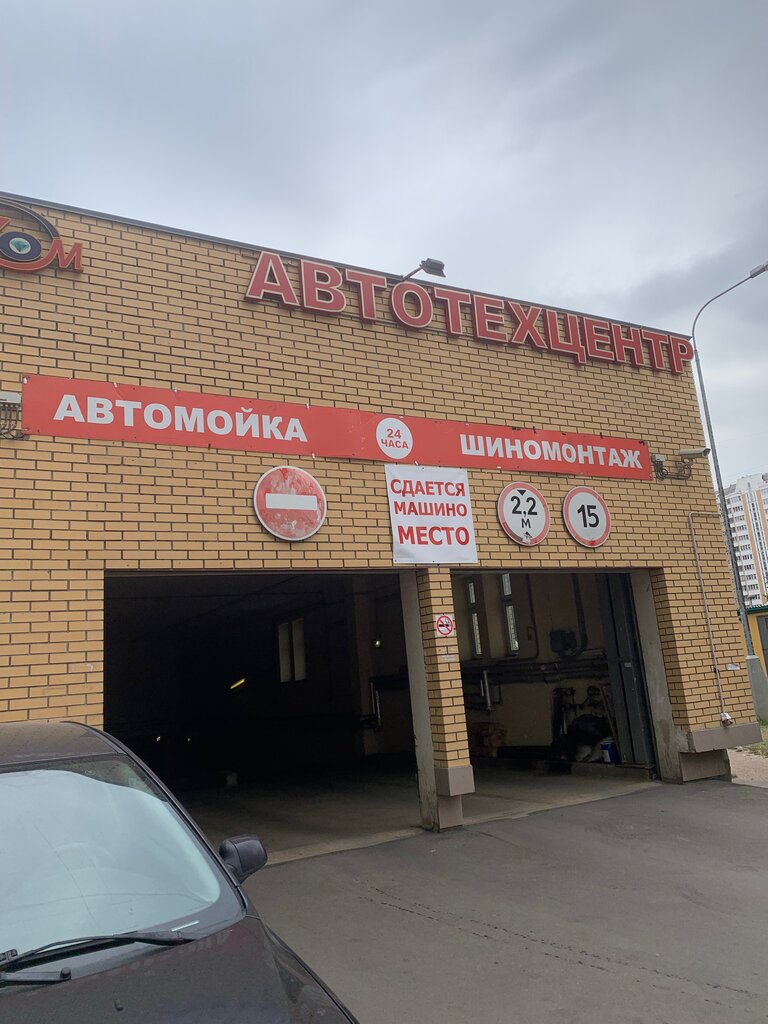 АВТОТЕХЦЕНТР
АВТОМОЙКА
24
ЧАСА
ШИНОМОНТАЖ
СДАЕТСЯ
МАШИНО
МЕСТО
2,2
М
15